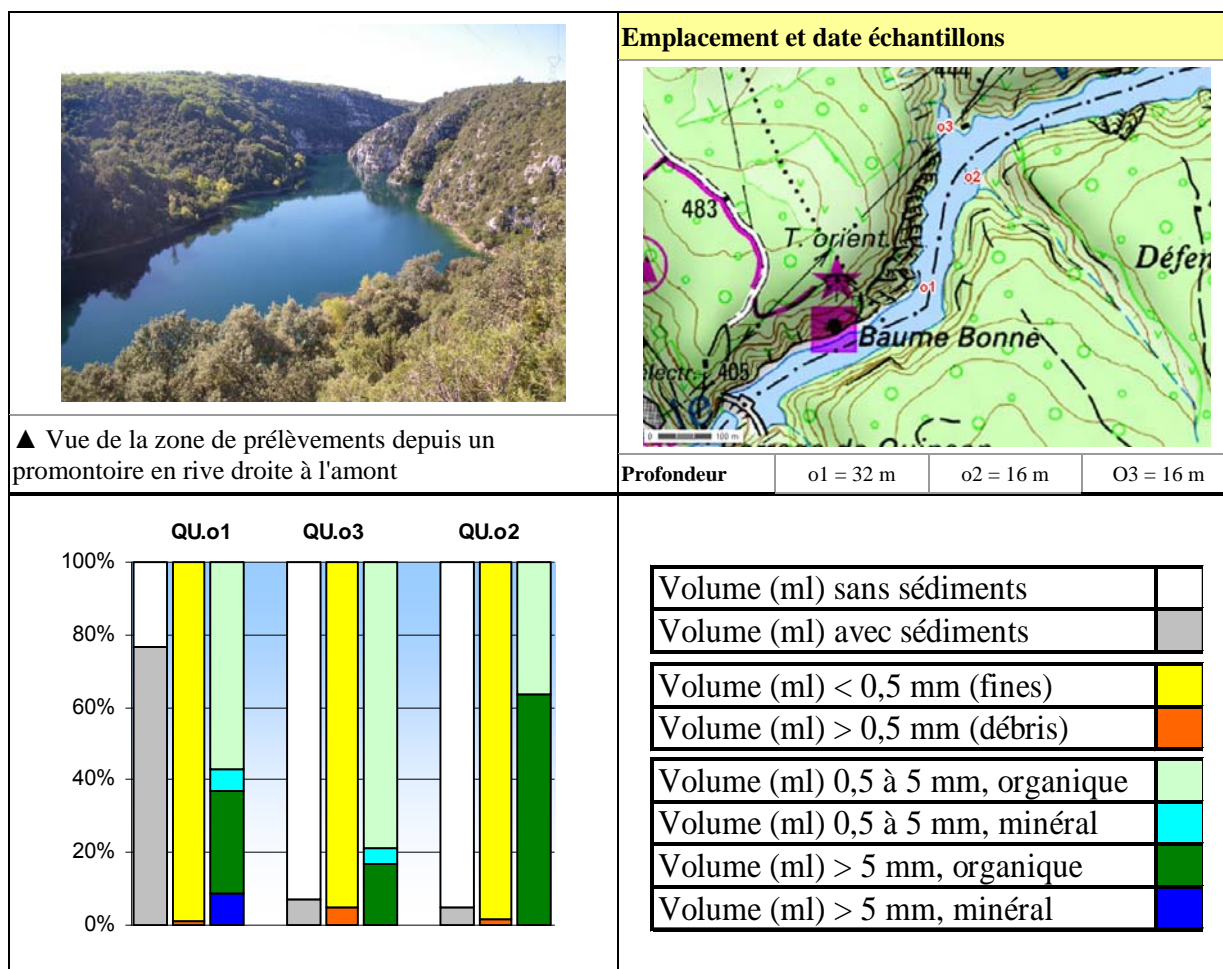 Emplacement et date échantillons
444
o3
o2
483
T. orient.
Défen
o1
Baume Bonne
électr.
405
0 100 m
▲ Vue de la zone de prélèvements depuis un
promontoire en rive droite à l'amont
Profondeur o1 = 32 m o2 = 16 m O3 = 16 m
QU.o1 QU.o3 QU.o2
100%
80%
60%
40%
20%
0%
Volume (ml) sans sédiments
Volume (ml) avec sédiments
Volume (ml) < 0,5 mm (fines)
Volume (ml) > 0,5 mm (débris)
Volume (ml) 0,5 à 5 mm, organique
Volume (ml) 0,5 à 5 mm, minéral
Volume (ml) > 5 mm, organique
Volume (ml) > 5 mm, minéral